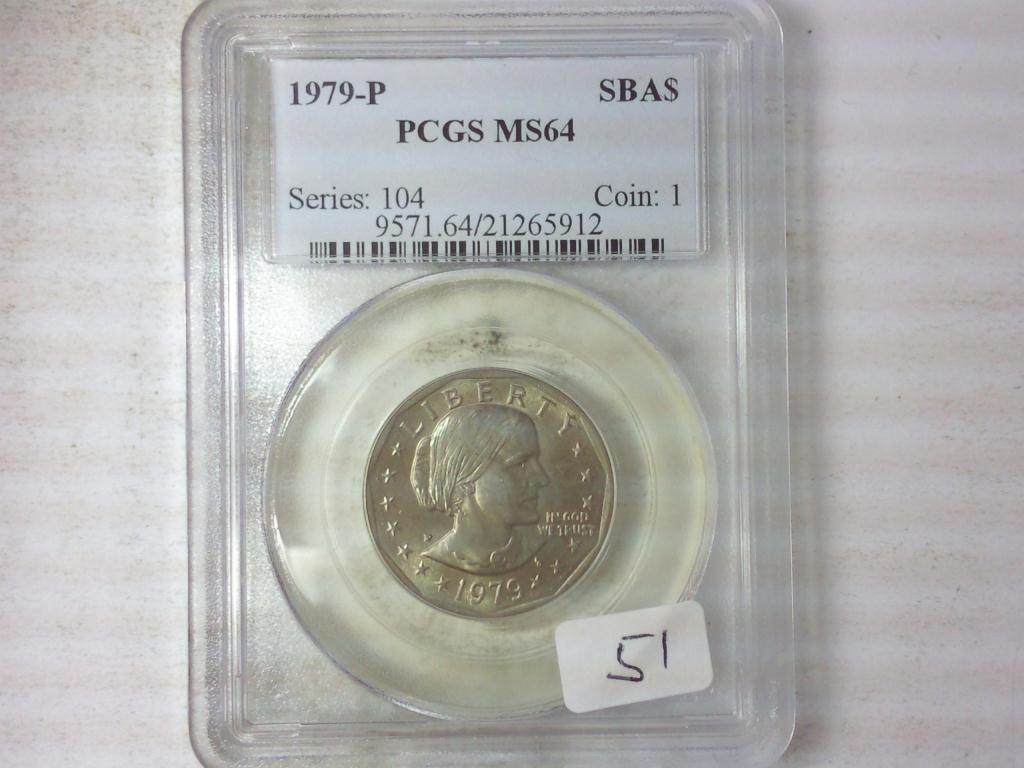 1979-P SBA$
PCGS MS64
Series: 104 Coin: 1
9571.64/21265912
LIBERTY
IN GOD
WE TRUST
P
1979
51